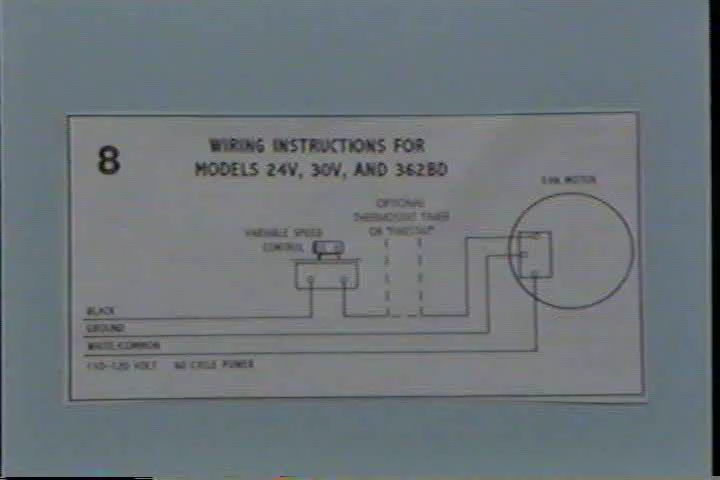 8
WIRING INSTRUCTIONS FOR
MODELS 24V, 30V, AND 362BD
FAN MOTOR
OPTIONAL
THERMOSTAT TIMER
OR
VARIABLE SPEED
CONTROL
BLACK
GROUND
WHITE/COMMON
110-120 VOLT 60 CYCLE POWER